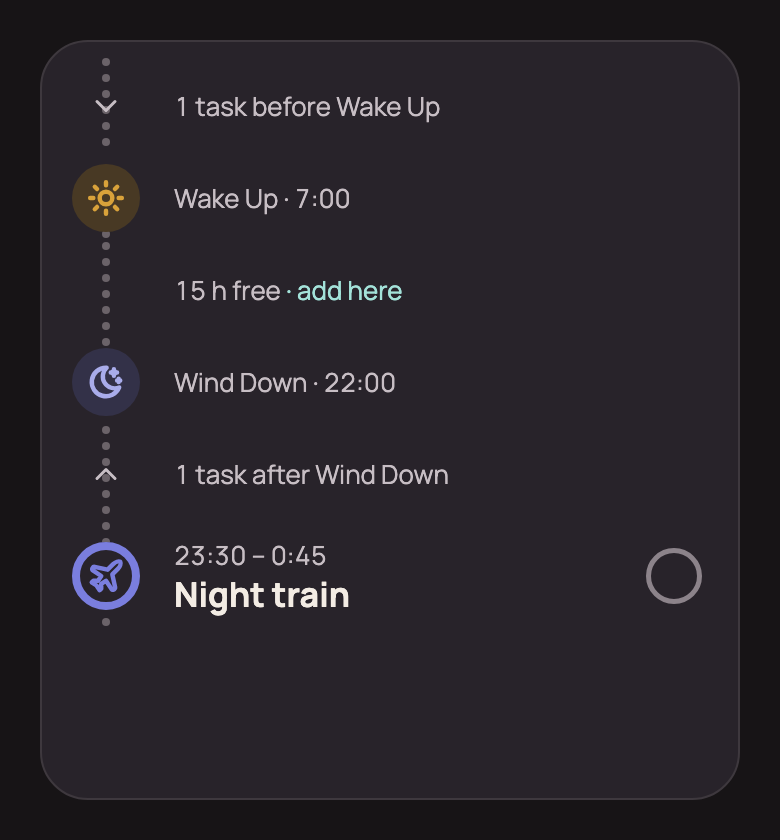 1 task before Wake Up
Wake Up · 7:00
15 h free · add here
Wind Down · 22:00
1 task after Wind Down
23:30 – 0:45
Night train